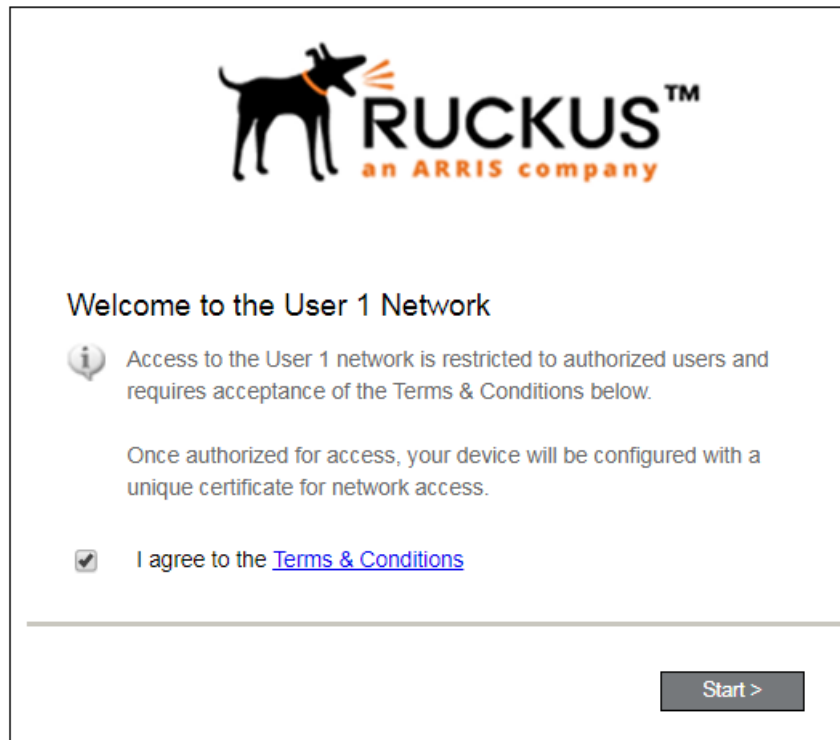 RUCKUS™
an ARRIS company
Welcome to the User 1 Network
Access to the User 1 network is restricted to authorized users and
requires acceptance of the Terms & Conditions below.
Once authorized for access, your device will be configured with a
unique certificate for network access.
I agree to the Terms & Conditions
Start >